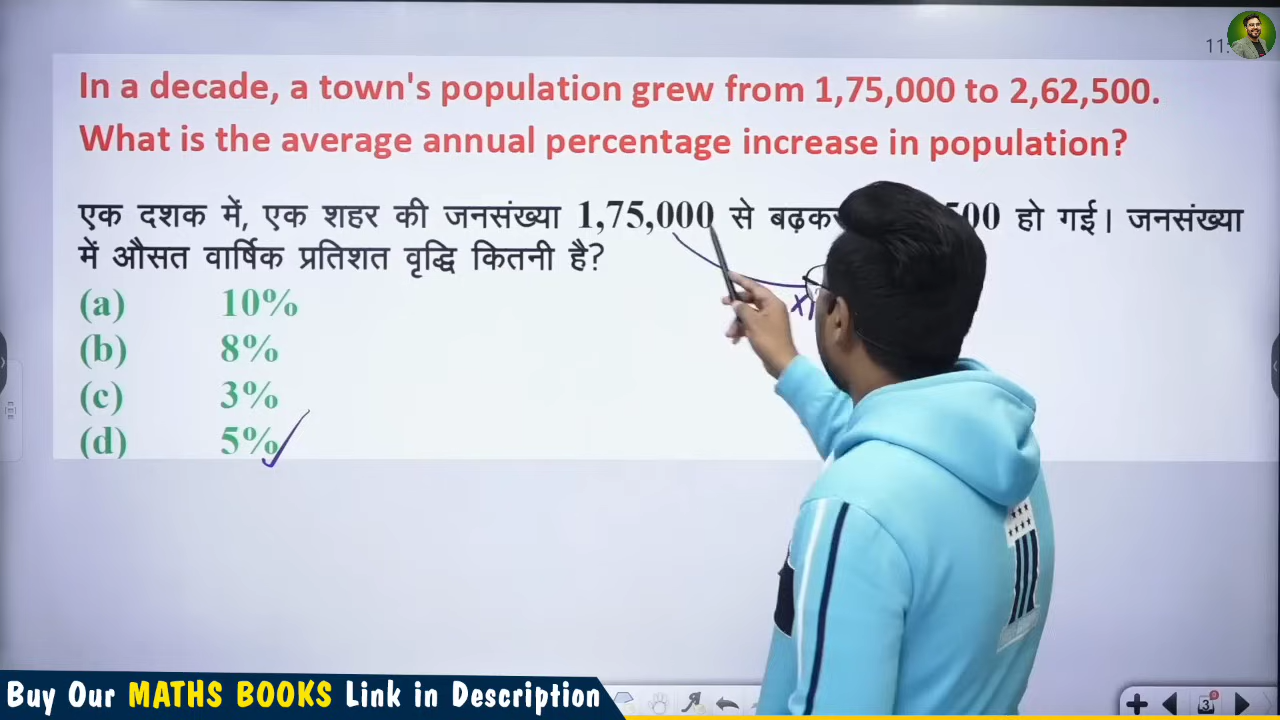 11:
In a decade, a town's population grew from 1,75,000 to 2,62,500.
What is the average annual percentage increase in population?
एक दशक में, एक शहर की जनसंख्या 1,75,000 से बढ़कर 500 हो गई। जनसंख्या
में औसत वार्षिक प्रतिशत वृद्धि कितनी है?
(a) 10%
(b) 8%
(c) 3%
(d) 5%
Buy Our MATHS BOOKS Link in Description